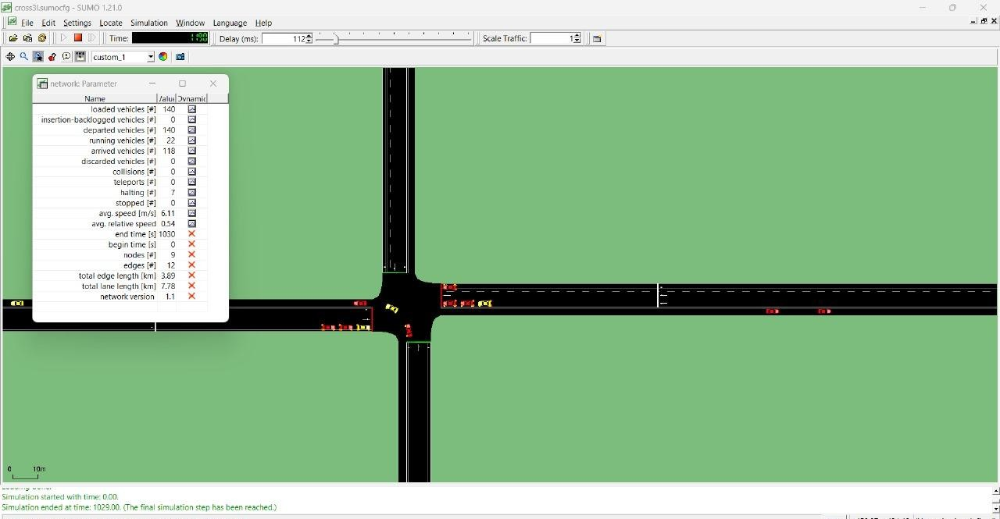 cross3l.sumocfg - SUMO 1.21.0
File Edit Settings Locate Simulation Window Language Help
Time: Delay (ms): 112 Scale Traffic: 1
custom_1
network: Parameter
Name Dynamic
loaded vehicles [#] 140
insertion-backlogged vehicles [#] 0
departed vehicles [#] 140
running vehicles [#] 22
arrived vehicles [#] 118
discarded vehicles [#] 0
collisions [#] 0
teleports [#] 0
halting [#] 7
stopped [#] 0
avg. speed [m/s] 6.11
avg. relative speed 0.54
end time [s] 1030
begin time [s] 0
nodes [#] 9
edges [#] 12
total edge length [km] 3.89
total lane length [km] 7.78
network version 1.1
0 10m
Simulation started with time: 0.00.
Simulation ended at time: 1029.00. (The final simulation step has been reached.)